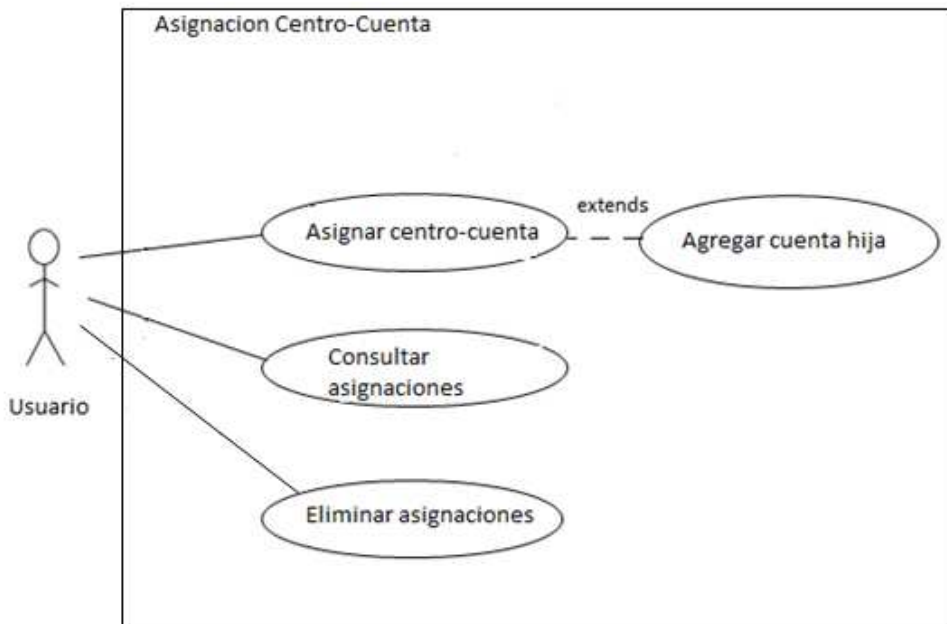 Asignacion Centro-Cuenta
Asignar centro-cuenta
extends
Agregar cuenta hija
Consultar
asignaciones
Usuario
Eliminar asignaciones